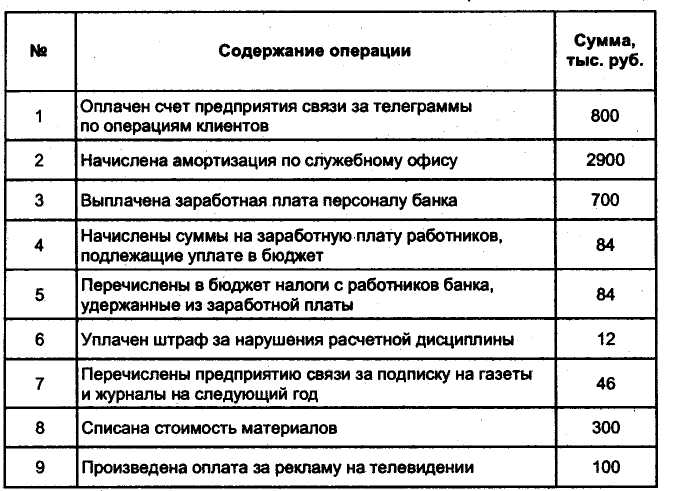 №
Содержание операции
Сумма,
тыс. руб.
1
Оплачен счет предприятия связи за телеграммы
по операциям клиентов
800
2
Начислена амортизация по служебному офису
2900
3
Выплачена заработная плата персоналу банка
700
4
Начислены суммы на заработную плату работников,
подлежащие уплате в бюджет
84
5
Перечислены в бюджет налоги с работников банка,
удержанные из заработной платы
84
6
Уплачен штраф за нарушения расчетной дисциплины
12
7
Перечислены предприятию связи за подписку на газеты
и журналы на следующий год
46
8
Списана стоимость материалов
300
9
Произведена оплата за рекламу на телевидении
100